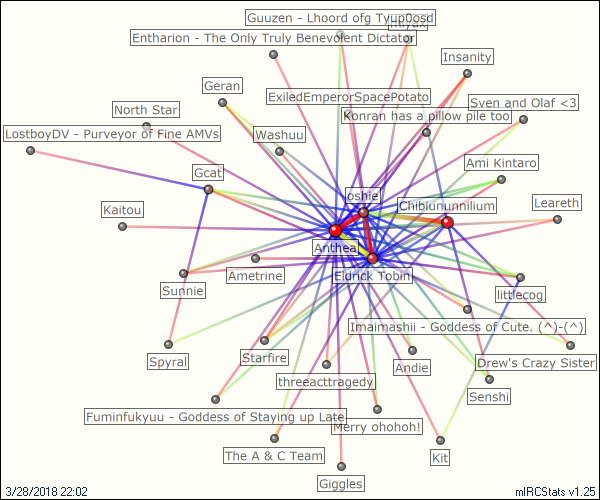 Guuzen - Lhoord ofg Tyup0osd
Entharion - The Only Truly Benevolent Dictator
Insanity
Geran
ExiledEmperorSpacePotato
Sven and Olaf <3
North Star
Konran has a pillow pile too
LostboyDV - Purveyor of Fine AMVs
Washuu
Ami Kintaro
Gcat
oshie
Chibiununnilium
Leareth
Kaitou
Anthea
Eldrick Tobin
Ametrine
Sunnie
littlecog
Imaimashii - Goddess of Cute. (^)-(^)
Spyral
Starfire
Andie
Drew's Crazy Sister
threeacttragedy
Senshi
Fuminfukyuu - Goddess of Staying up Late
Merry ohohoh!
The A & C Team
Kit
Giggles
3/28/2018 22:02
mIRCStats v1.25